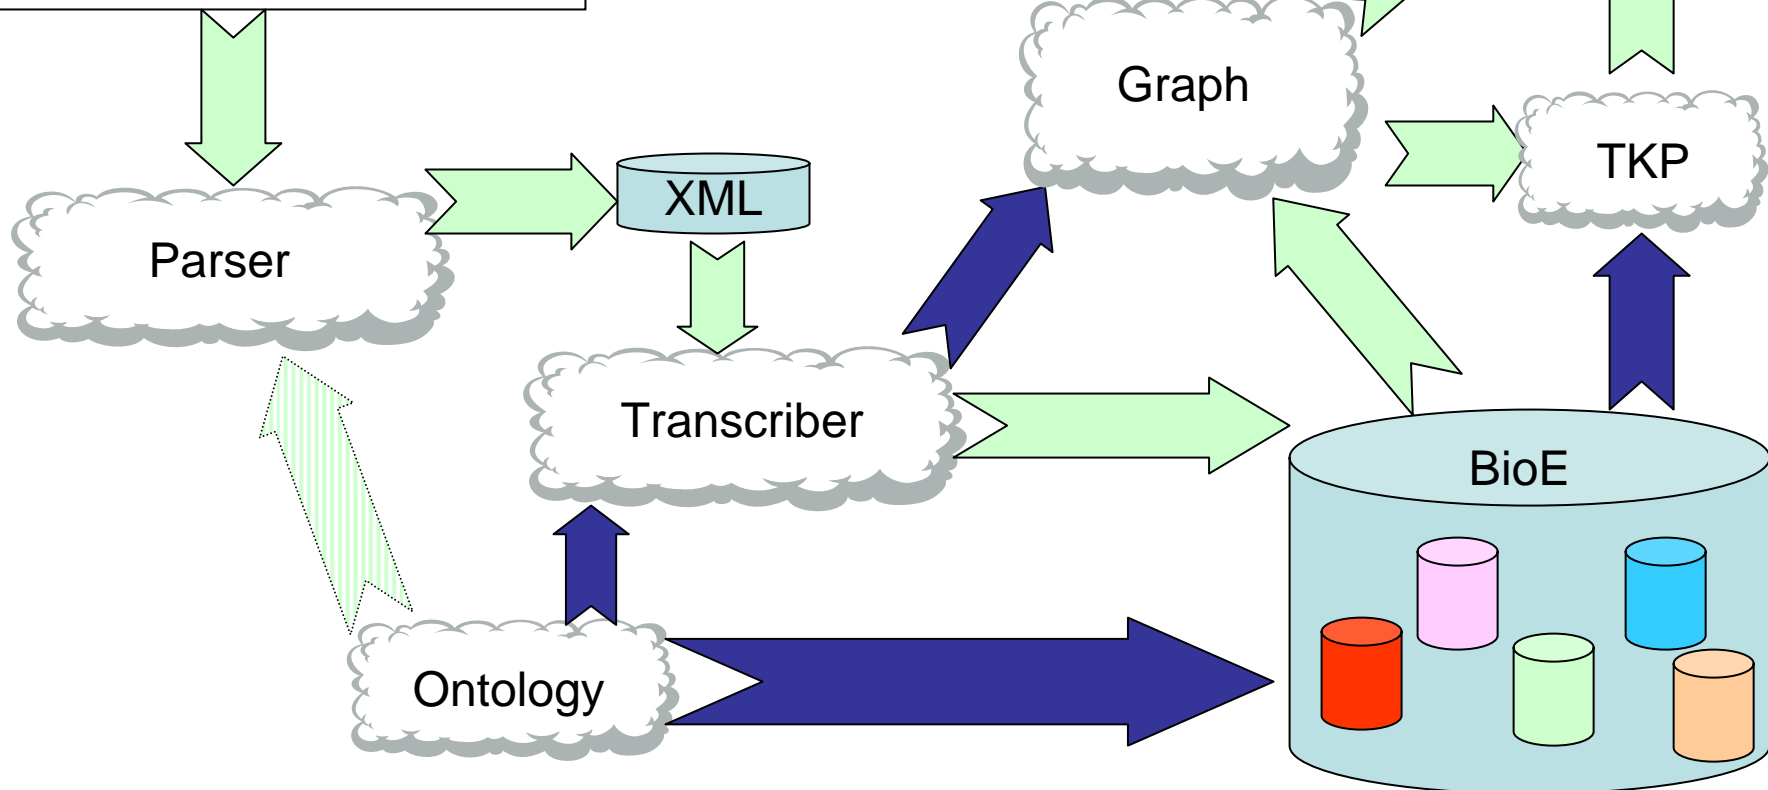 Graph
TKP
XML
Parser
Transcriber
BioE
Ontology